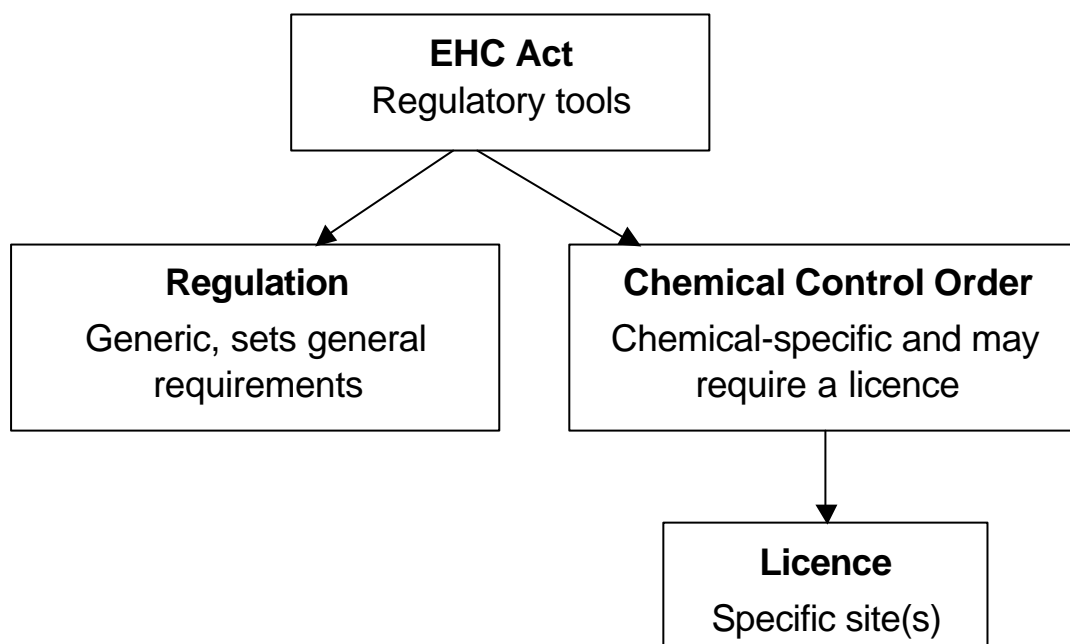 EHC Act
Regulatory tools
Regulation
Generic, sets general
requirements
Chemical Control Order
Chemical-specific and may
require a licence
Licence
Specific site(s)